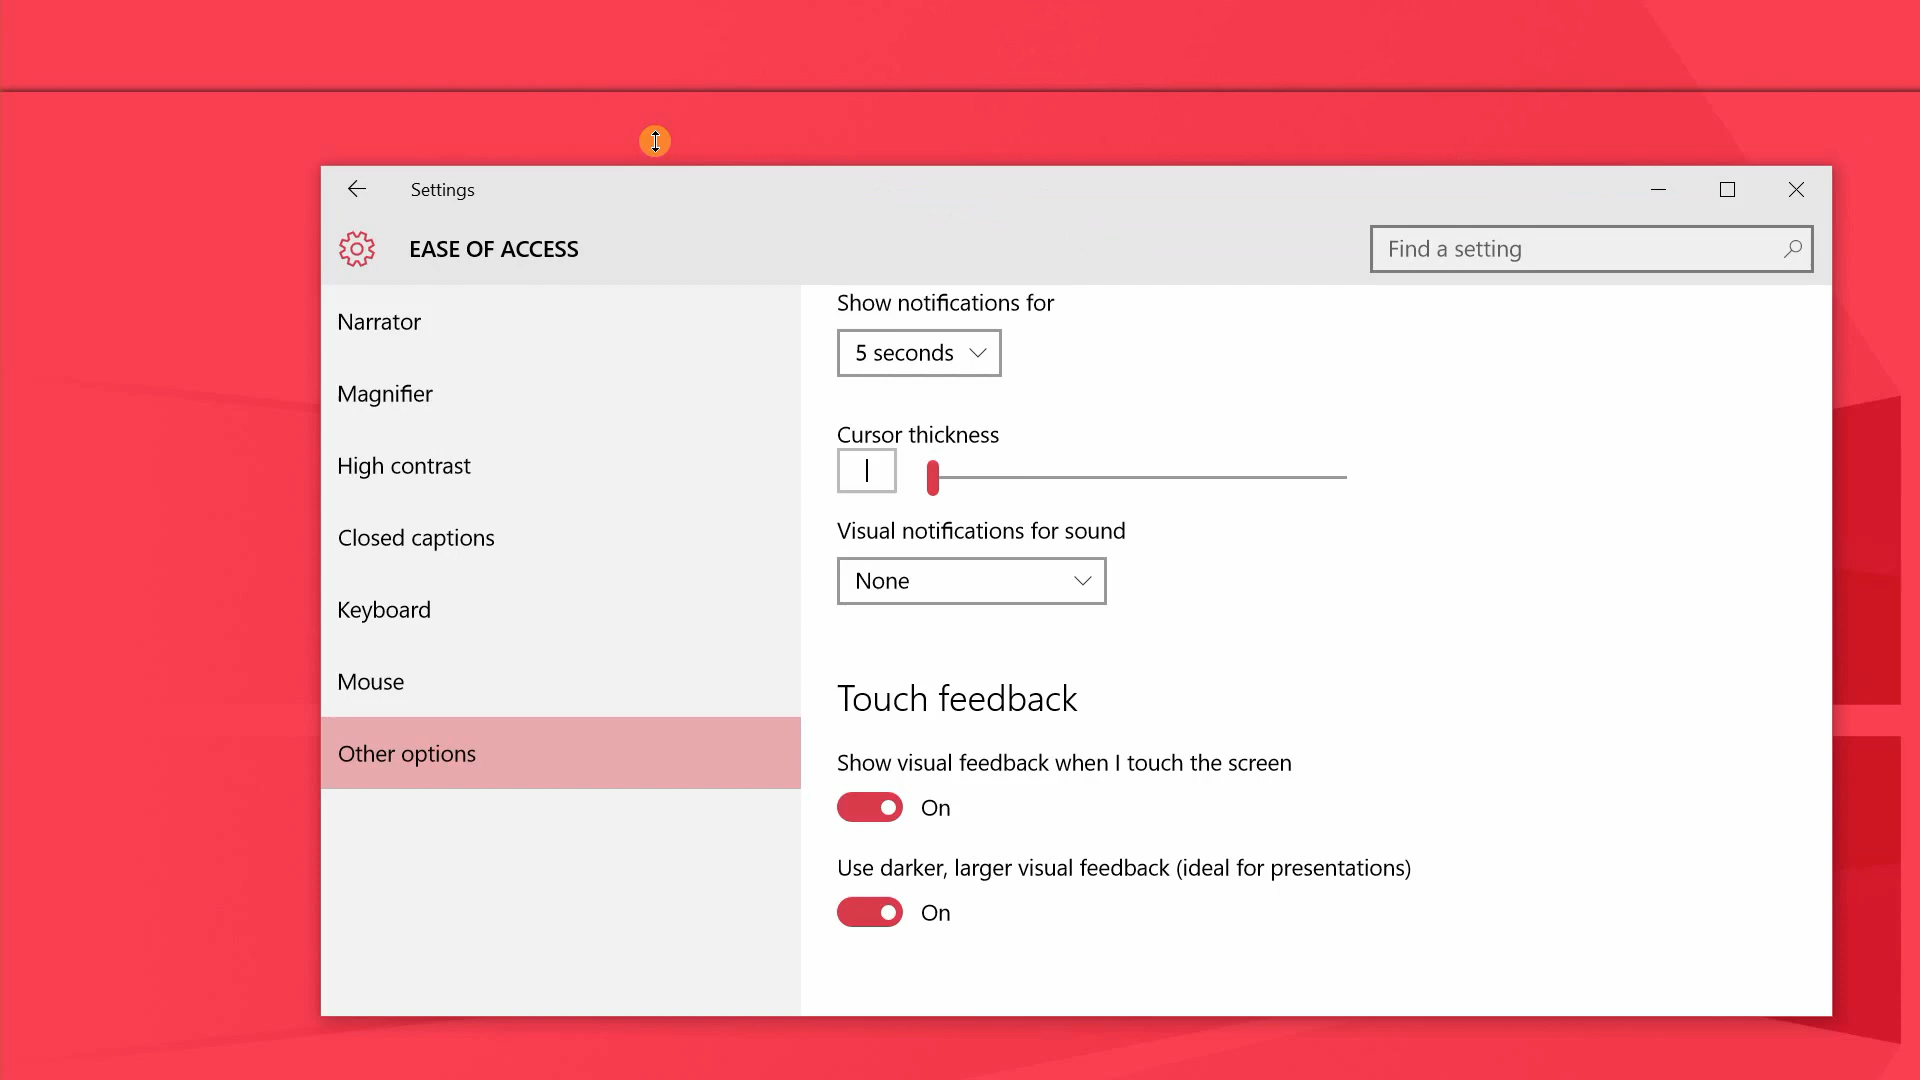 Settings
EASE OF ACCESS
Find a setting
Narrator
Magnifier
High contrast
Closed captions
Keyboard
Mouse
Other options
Show notifications for
5 seconds
Cursor thickness
Visual notifications for sound
None
Touch feedback
Show visual feedback when I touch the screen
On
Use darker, larger visual feedback (ideal for presentations)
On